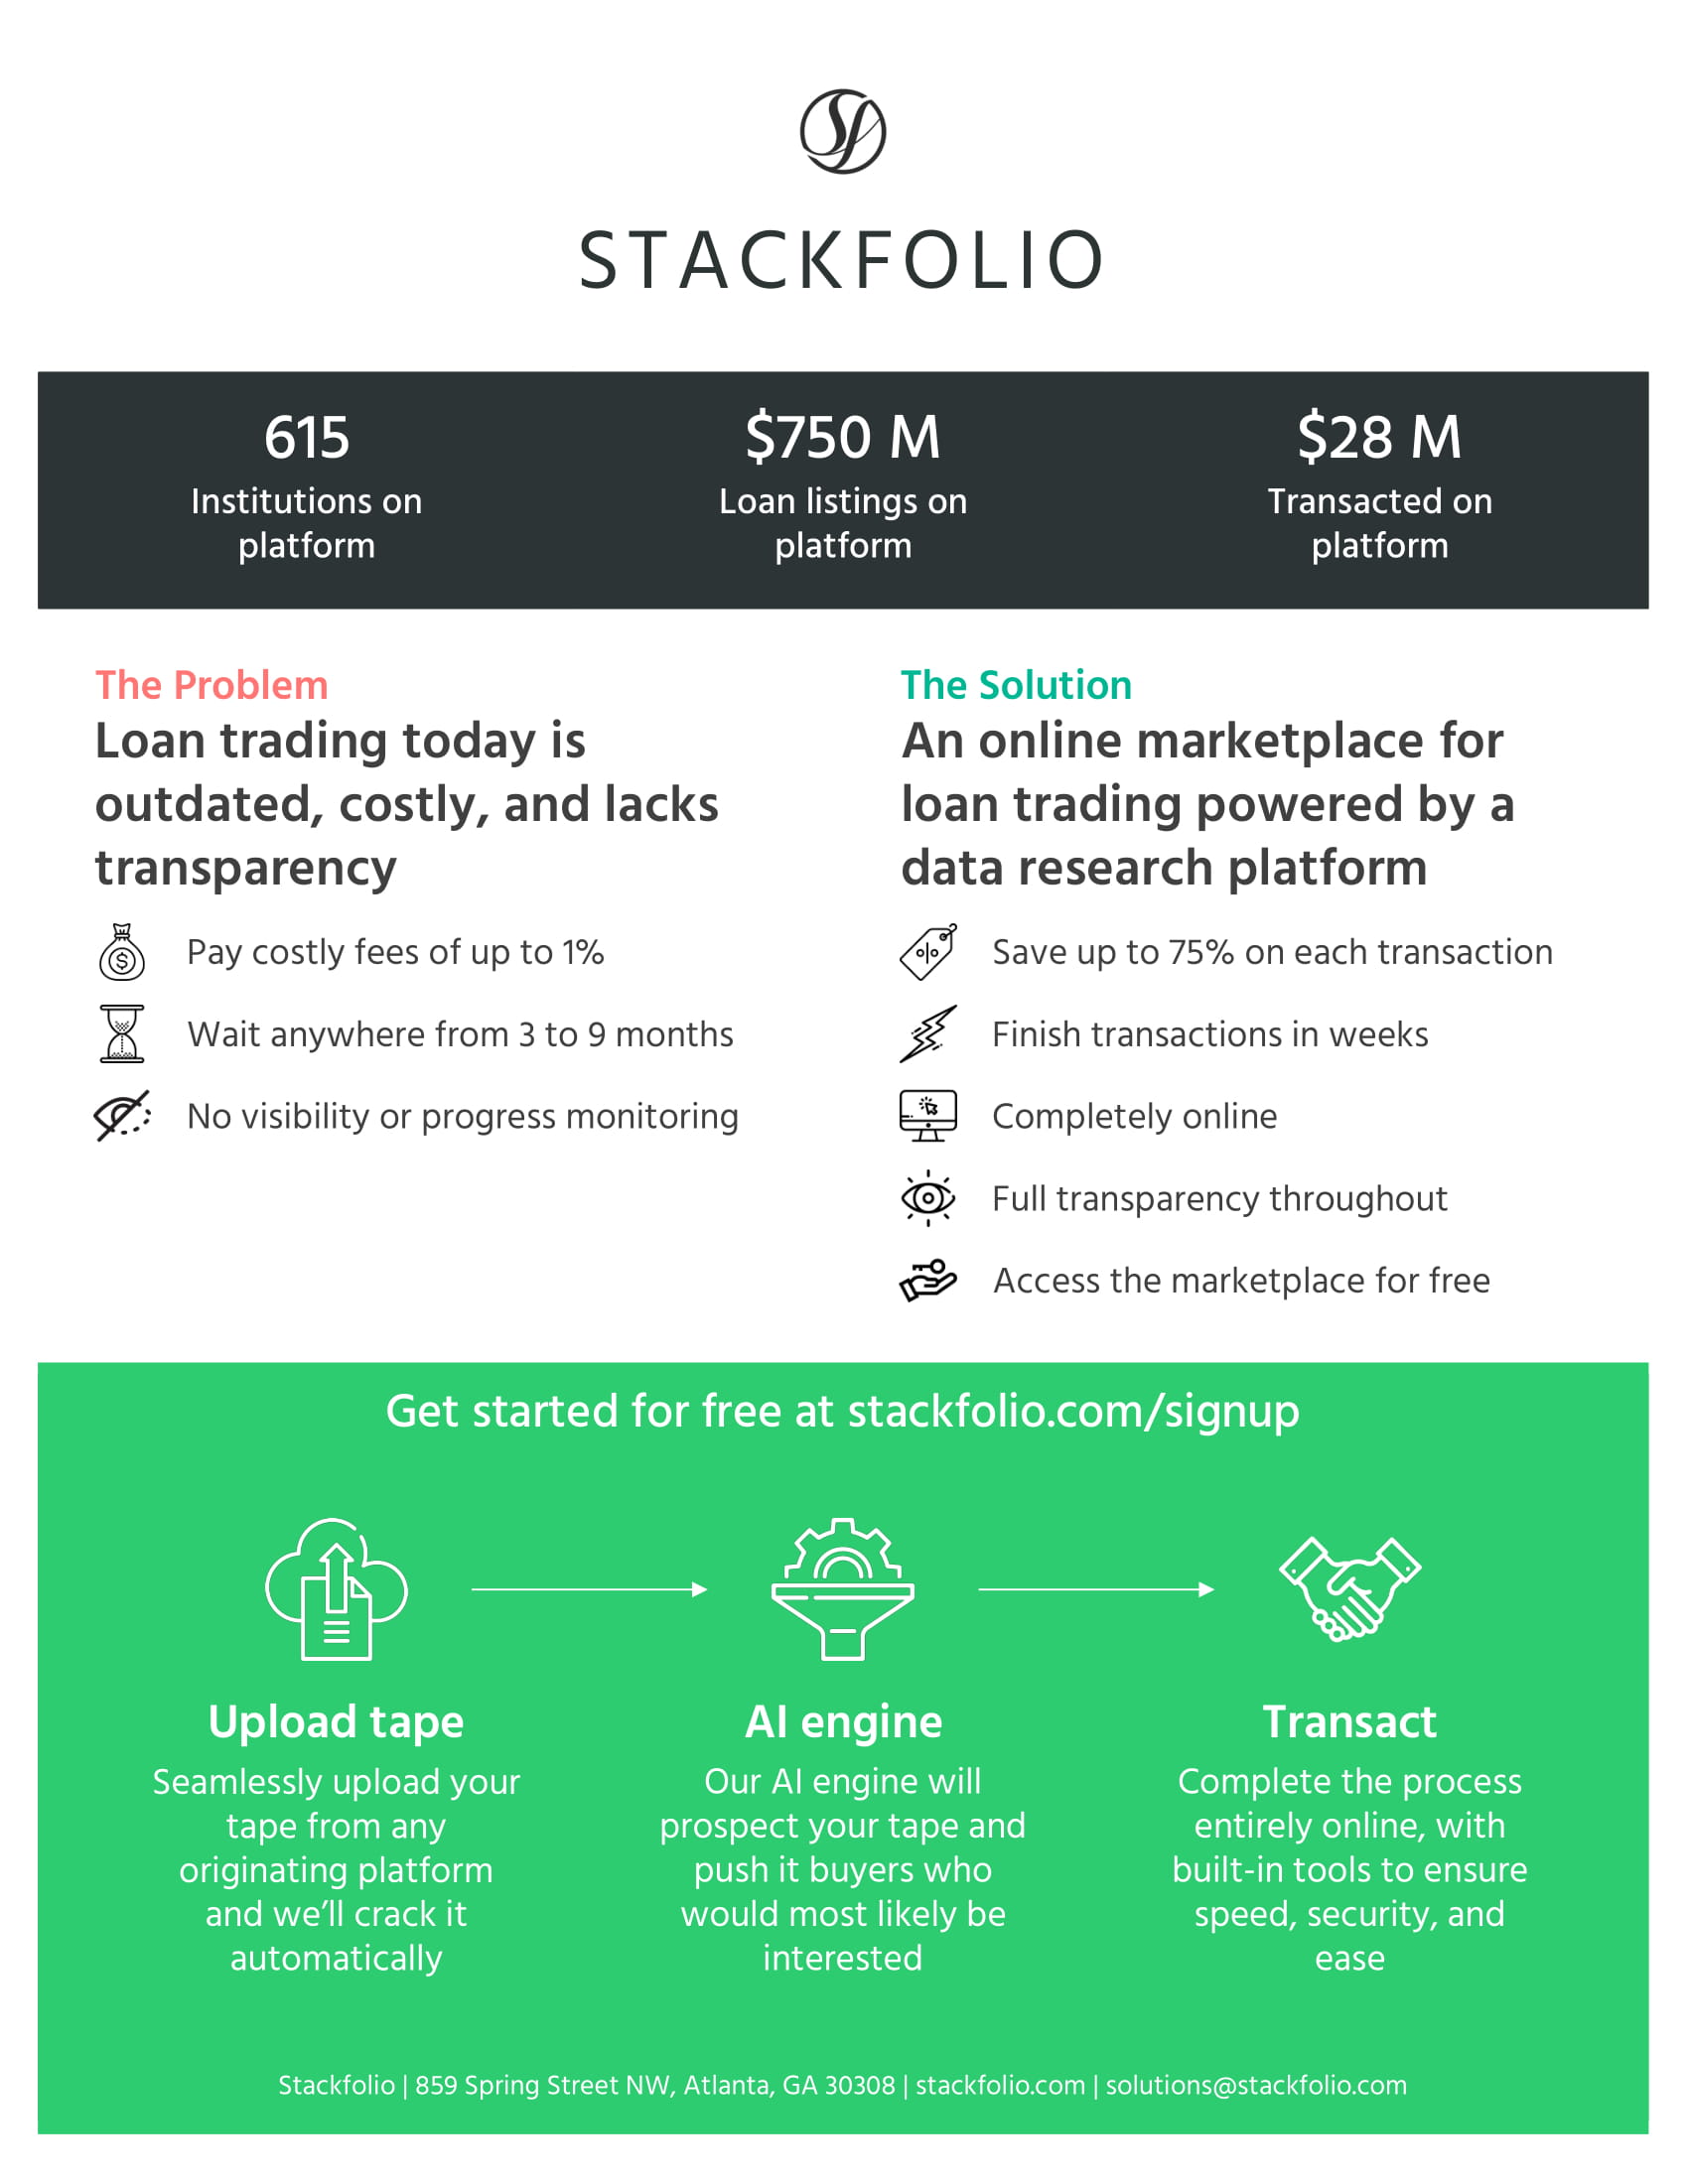 STACKFOLIO
615
Institutions on
platform
$750 M
Loan listings on
platform
$28 M
Transacted on
platform
The Problem
Loan trading today is
outdated, costly, and lacks
transparency
Pay costly fees of up to 1%
Wait anywhere from 3 to 9 months
No visibility or progress monitoring
The Solution
An online marketplace for
loan trading powered by a
data research platform
Save up to 75% on each transaction
Finish transactions in weeks
Completely online
Full transparency throughout
Access the marketplace for free
Get started for free at stackfolio.com/signup
Upload tape
Seamlessly upload your
tape from any
originating platform
and we’ll crack it
automatically
AI engine
Our AI engine will
prospect your tape and
push it buyers who
would most likely be
interested
Transact
Complete the process
entirely online, with
built-in tools to ensure
speed, security, and
ease
Stackfolio | 859 Spring Street NW, Atlanta, GA 30308 | stackfolio.com | solutions@stackfolio.com